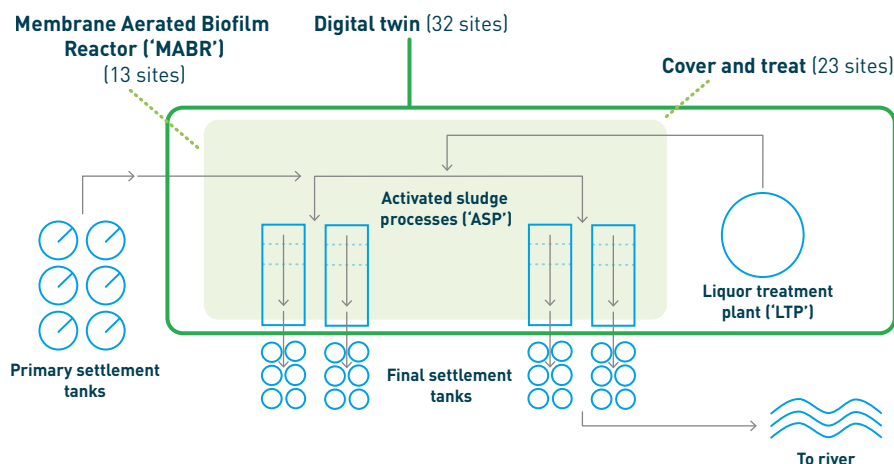 Membrane Aerated Biofilm
Reactor (‘MABR’)
(13 sites)
Digital twin (32 sites)
Cover and treat (23 sites)
Activated sludge
processes (‘ASP’)
Liquor treatment
plant (‘LTP’)
Primary settlement
tanks
Final settlement
tanks
To river